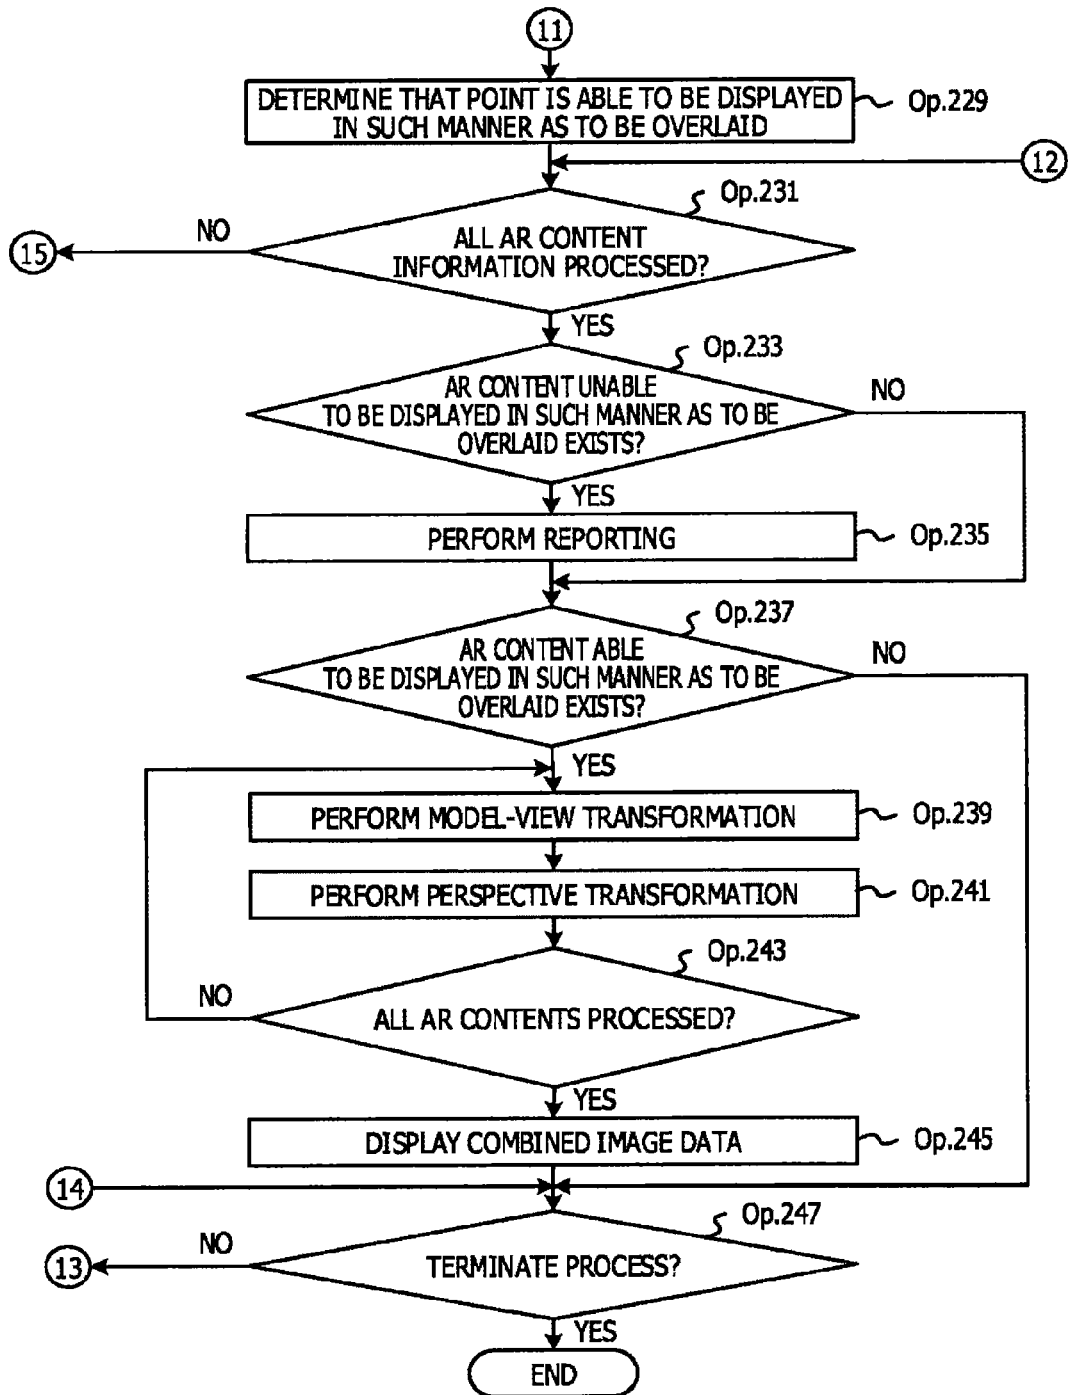 11
DETERMINE THAT POINT IS ABLE TO BE DISPLAYED
IN SUCH MANNER AS TO BE OVERLAID
Op.229
12
Op.231
NO
15
ALL AR CONTENT
INFORMATION PROCESSED?
YES
Op.233
AR CONTENT UNABLE
TO BE DISPLAYED IN SUCH MANNER AS TO BE
OVERLAID EXISTS?
NO
YES
PERFORM REPORTING
Op.235
Op.237
AR CONTENT ABLE
TO BE DISPLAYED IN SUCH MANNER AS TO BE
OVERLAID EXISTS?
NO
YES
PERFORM MODEL-VIEW TRANSFORMATION
Op.239
PERFORM PERSPECTIVE TRANSFORMATION
Op.241
Op.243
NO
ALL AR CONTENTS PROCESSED?
YES
DISPLAY COMBINED IMAGE DATA
Op.245
14
Op.247
NO
13
TERMINATE PROCESS?
YES
END